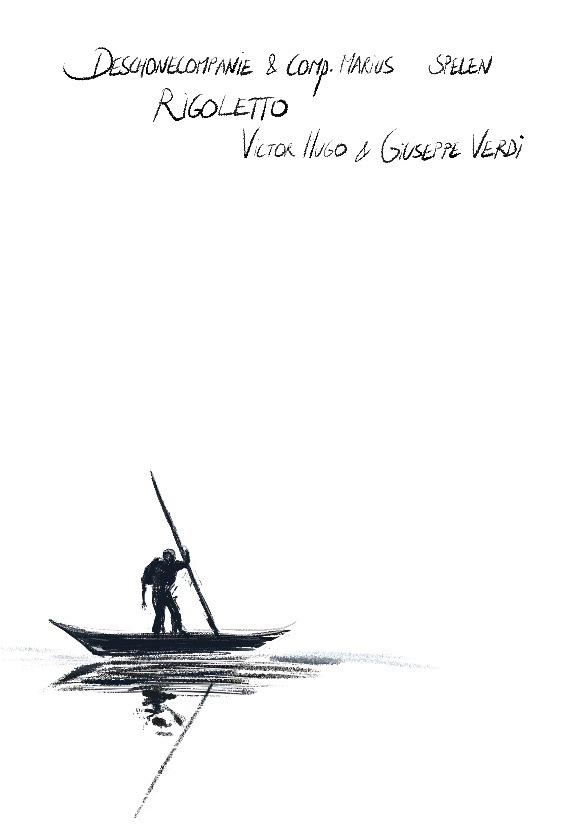 DESCHONECOMPANIE & COMP. MARIUS SPELEN
RIGOLETTO
VICTOR HUGO & GIUSEPPE VERDI